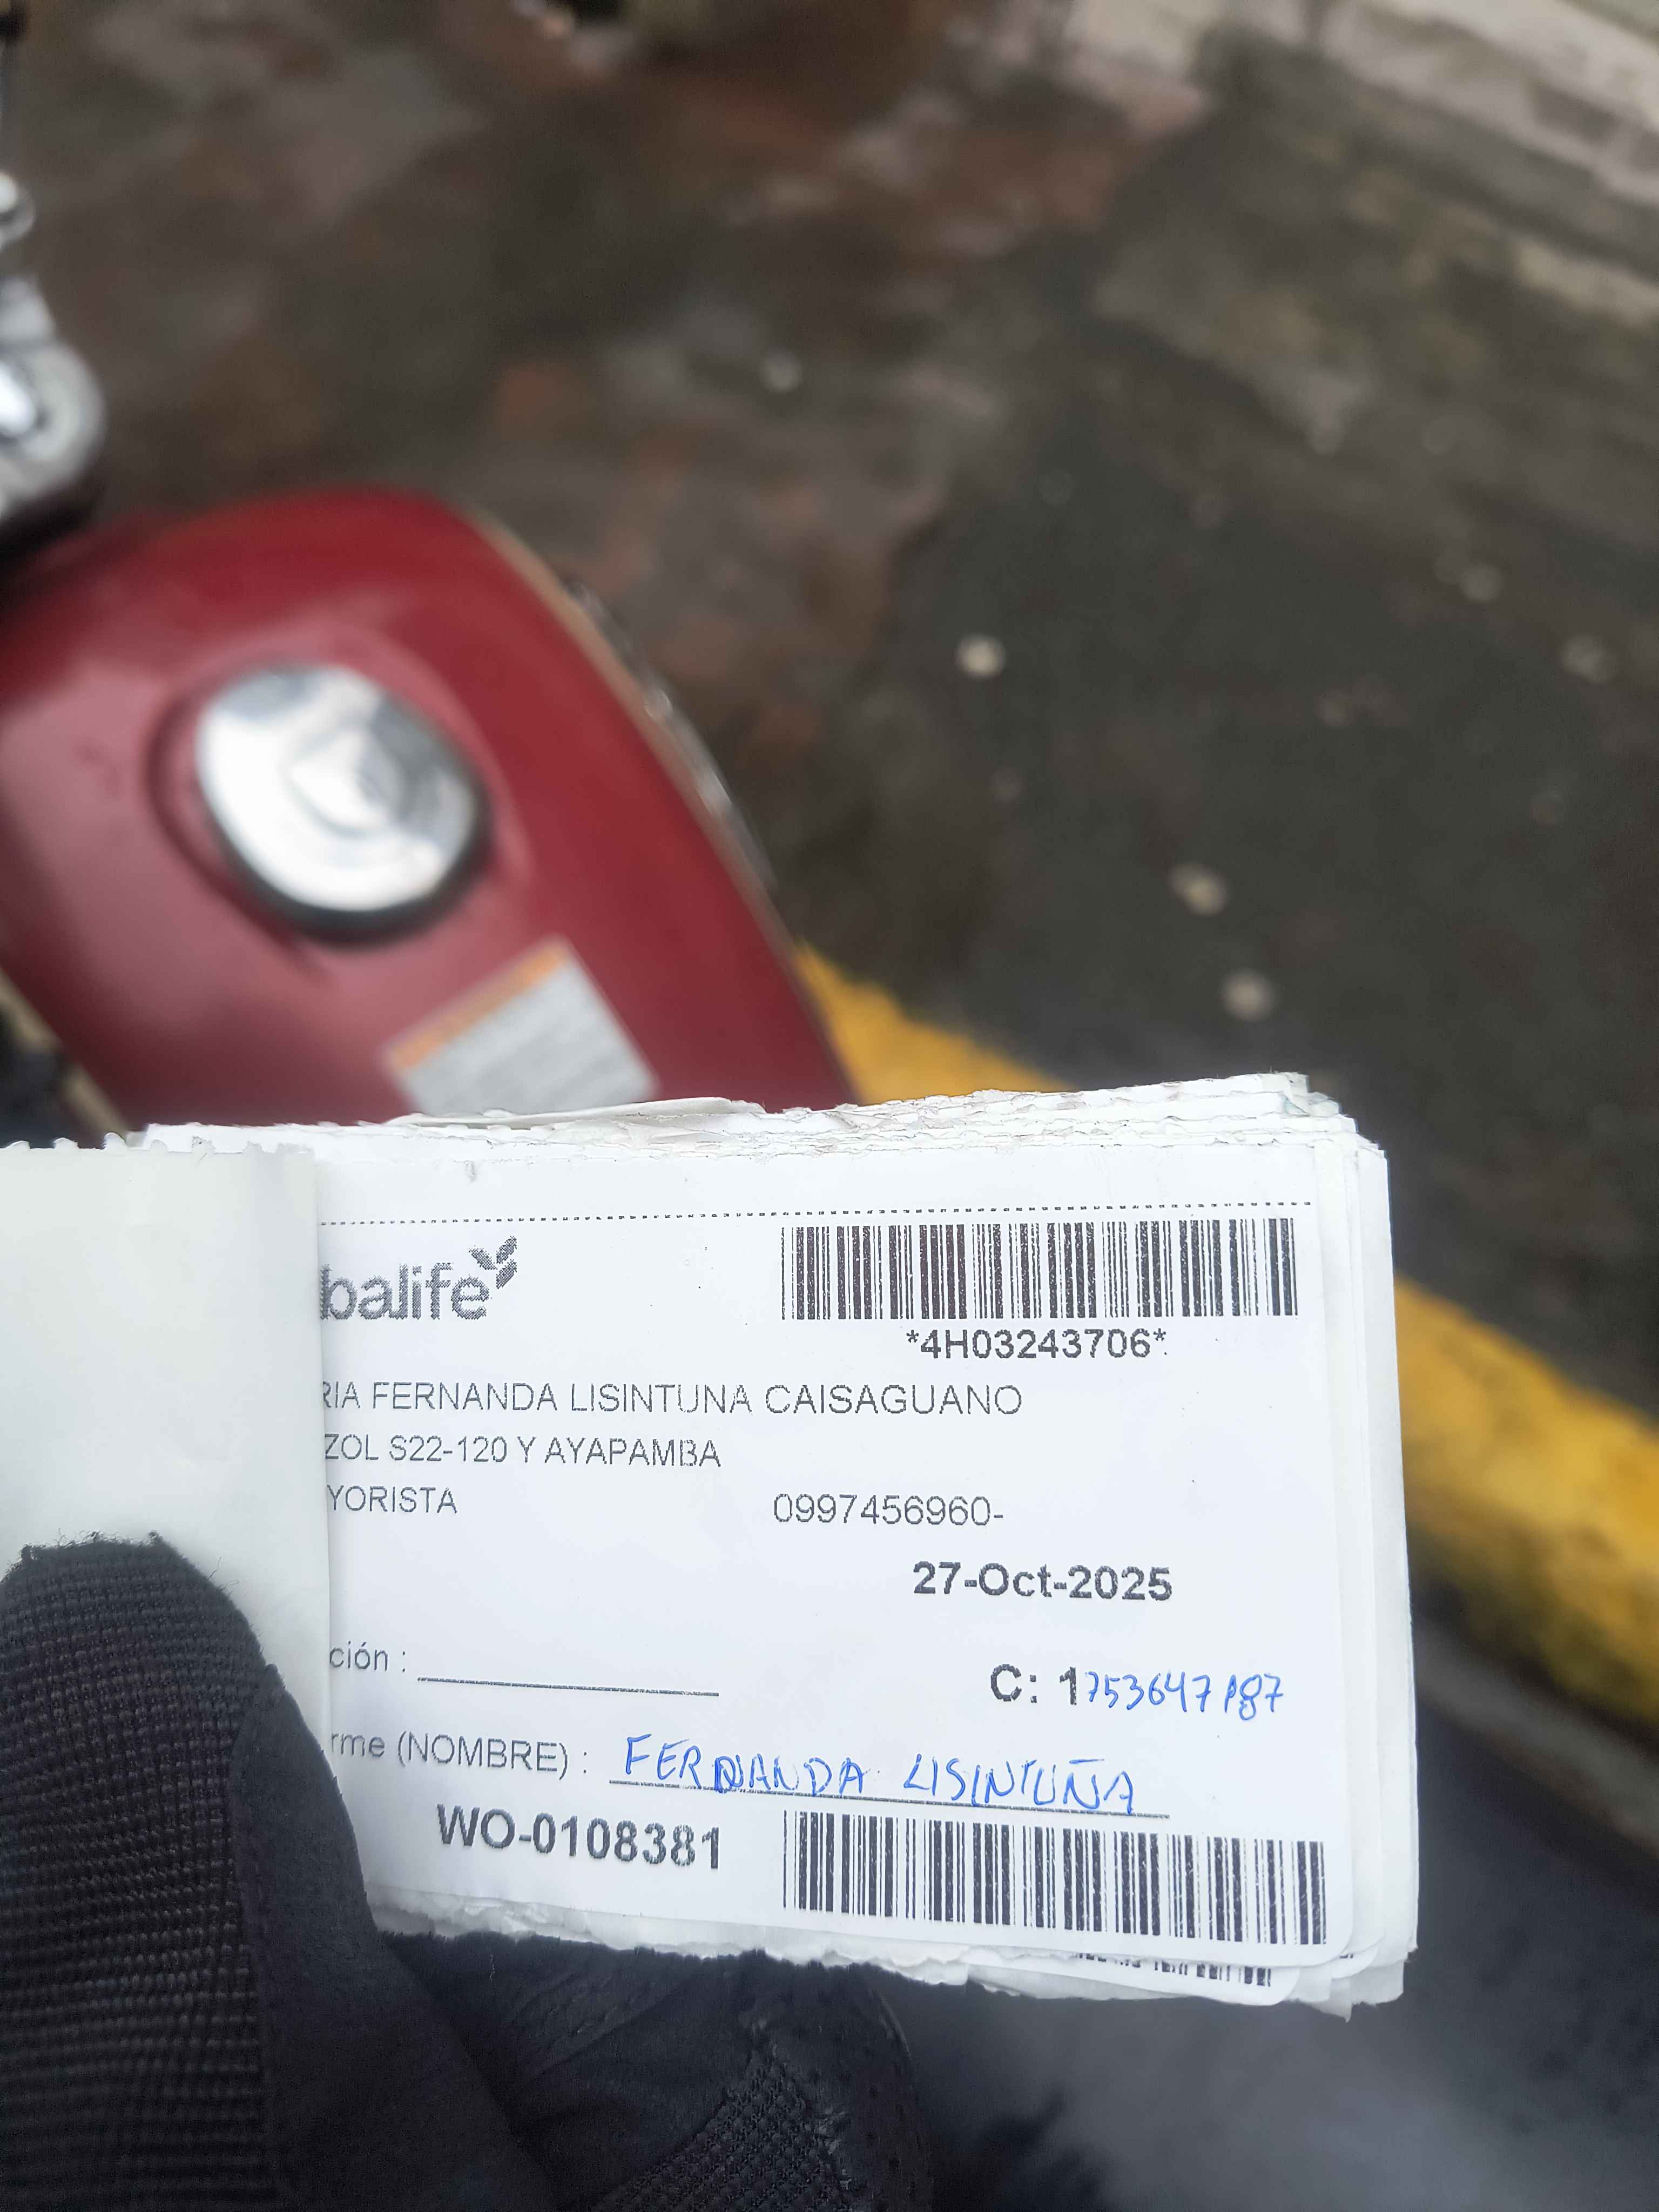 balife
*4H03243706*
RIA FERNANDA LISINTUNA CAISAGUANO
ZOL S22-120 Y AYAPAMBA
YORISTA 0997456960-
27-Oct-2025
ción :
C: 1753647187
rme (NOMBRE) : FERNANDA LISINTUÑA
WO-0108381